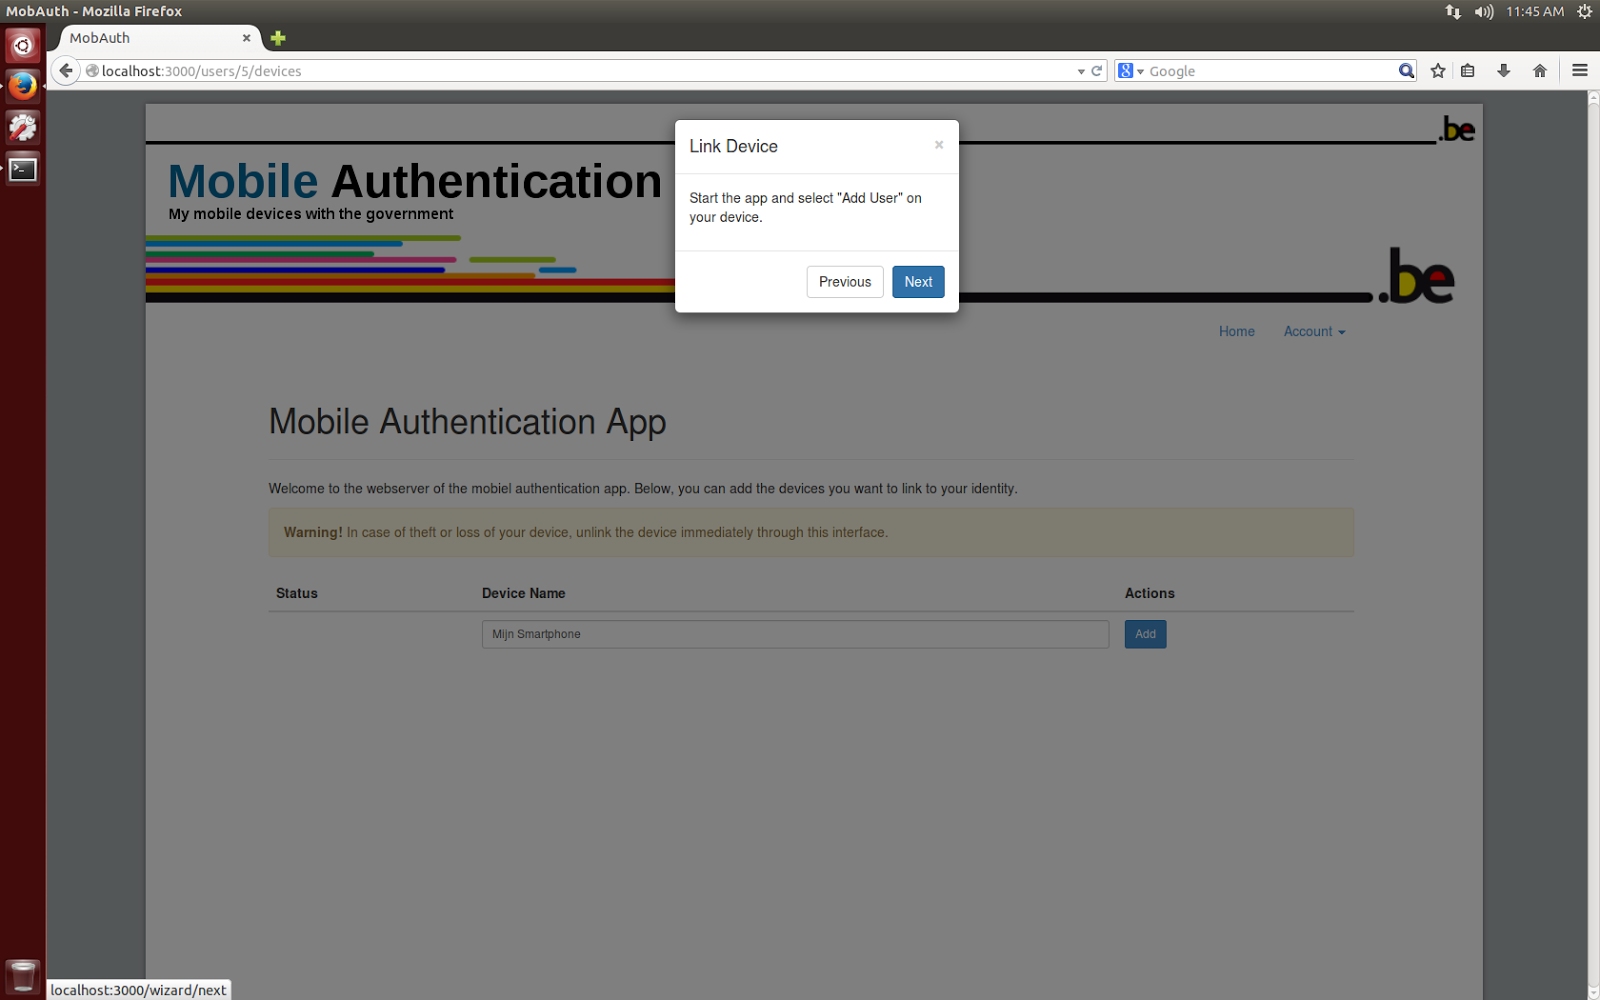 MobAuth - Mozilla Firefox
11:45 AM
MobAuth
localhost:3000/users/5/devices
8 Google
.be
Link Device ×
Mobile Authentication
Start the app and select "Add User" on
your device.
My mobile devices with the government
Previous Next
.be
Home Account
Mobile Authentication App
Welcome to the webserver of the mobiel authentication app. Below, you can add the devices you want to link to your identity.
Warning! In case of theft or loss of your device, unlink the device immediately through this interface.
Status Device Name Actions
Mijn Smartphone Add
localhost:3000/wizard/next